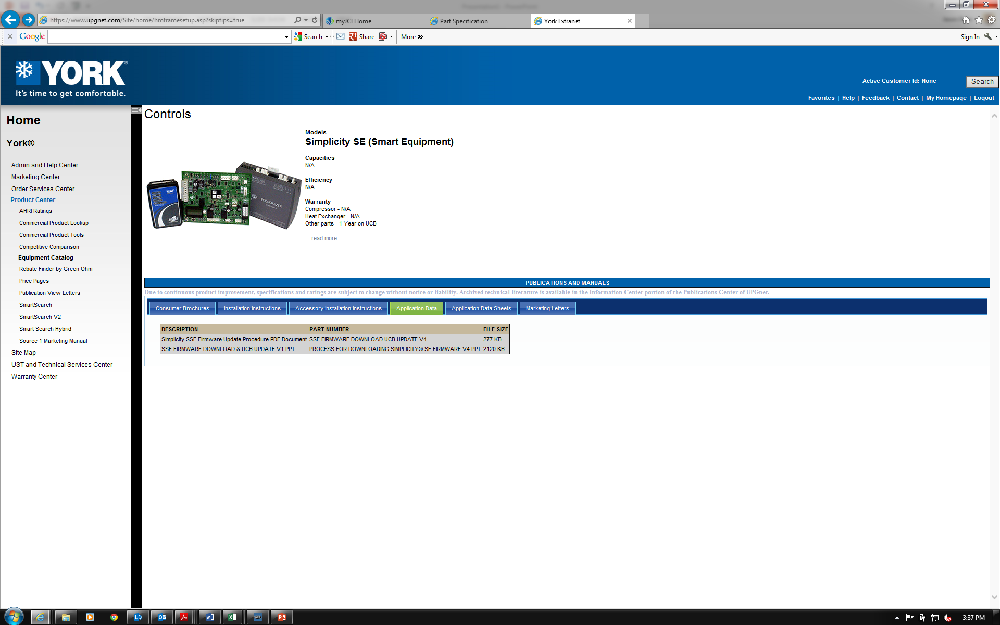 https://www.upgnet.com/Site/home/hmframesetup.asp?skiptips=true
myJCI Home
Part Specification
York Extranet
Google
Search
Share
More »
Sign In
YORK®
It's time to get comfortable.
Active Customer Id: None
Search
Favorites | Help | Feedback | Contact | My Homepage | Logout
Home
York®
Admin and Help Center
Marketing Center
Order Services Center
Product Center
AHRI Ratings
Commercial Product Lookup
Commercial Product Tools
Competitive Comparison
Equipment Catalog
Rebate Finder by Green Ohm
Price Pages
Publication View Letters
SmartSearch
SmartSearch V2
Smart Search Hybrid
Source 1 Marketing Manual
Site Map
UST and Technical Services Center
Warranty Center
Controls
MAP
ECONOMIZER
Models
Simplicity SE (Smart Equipment)
Capacities
N/A
Efficiency
N/A
Warranty
Compressor - N/A
Heat Exchanger - N/A
Other parts - 1 Year on UCB
... read more
PUBLICATIONS AND MANUALS
Due to continuous product improvement, specifications and ratings are subject to change without notice or liability. Archived technical literature is available in the Information Center portion of the Publications Center of UPGnet.
Consumer Brochures
Installation Instructions
Accessory Installation Instructions
Application Data
Application Data Sheets
Marketing Letters
DESCRIPTION PART NUMBER FILE SIZE
Simplicity SSE Firmware Update Procedure PDF Document SSE FIRMWARE DOWNLOAD UCB UPDATE V4 277 KB
SSE FIRMWARE DOWNLOAD & UCB UPDATE V1.PPT PROCESS FOR DOWNLOADING SIMPLICITY® SE FIRMWARE V4.PPT 2120 KB
3:37 PM